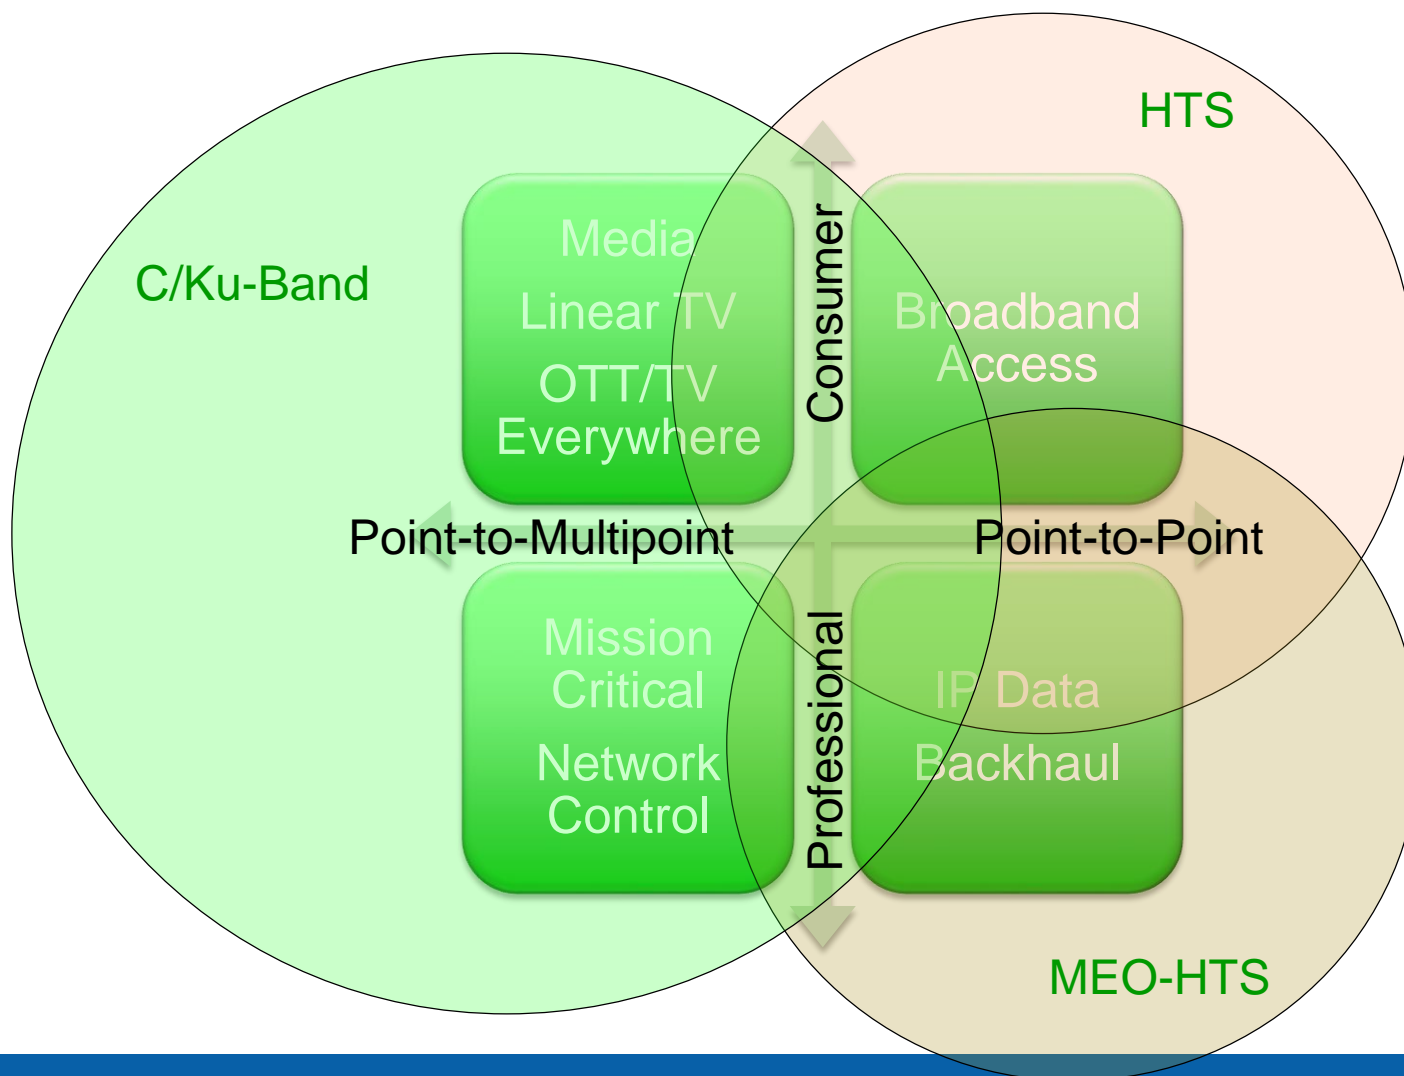 HTS
C/Ku-Band
Consumer
Media
Linear TV
OTT/TV
Everywhere
Broadband
Access
Point-to-Multipoint
Point-to-Point
Professional
Mission
Critical
Network
Control
IP Data
Backhaul
MEO-HTS